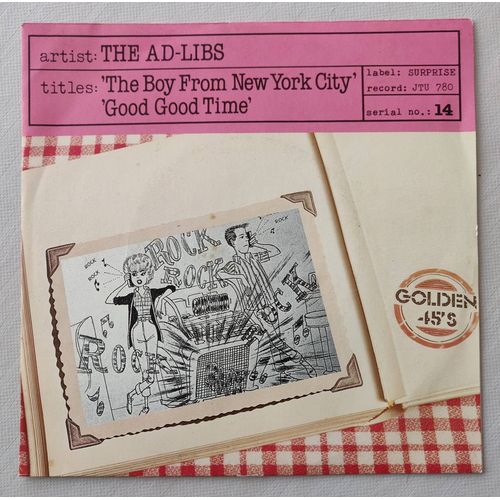 artist: THE AD-LIBS
titles: 'The Boy From New York City'
'Good Good Time'
label: SURPRISE
record: JTU 780
serial no.: 14
ROCK
ROCK
ROCK
ROCK
ROCK
ROCK
GOLDEN
45'S